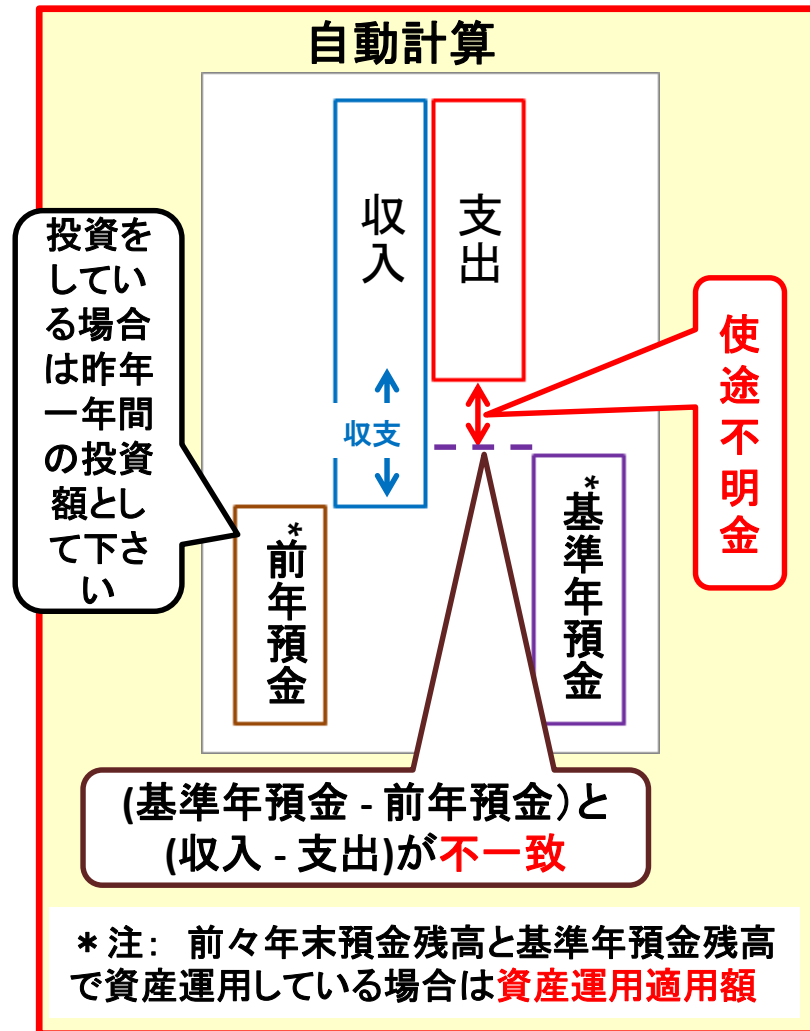 自動計算
収入
支出
投資を
してい
る場合
は昨年
一年間
の投資
額とし
て下さ
い
使途不明金
収支
*前年預金
*基準年預金
(基準年預金 - 前年預金）と
(収入 - 支出)が不一致
＊注： 前々年末預金残高と基準年預金残高
で資産運用している場合は資産運用適用額